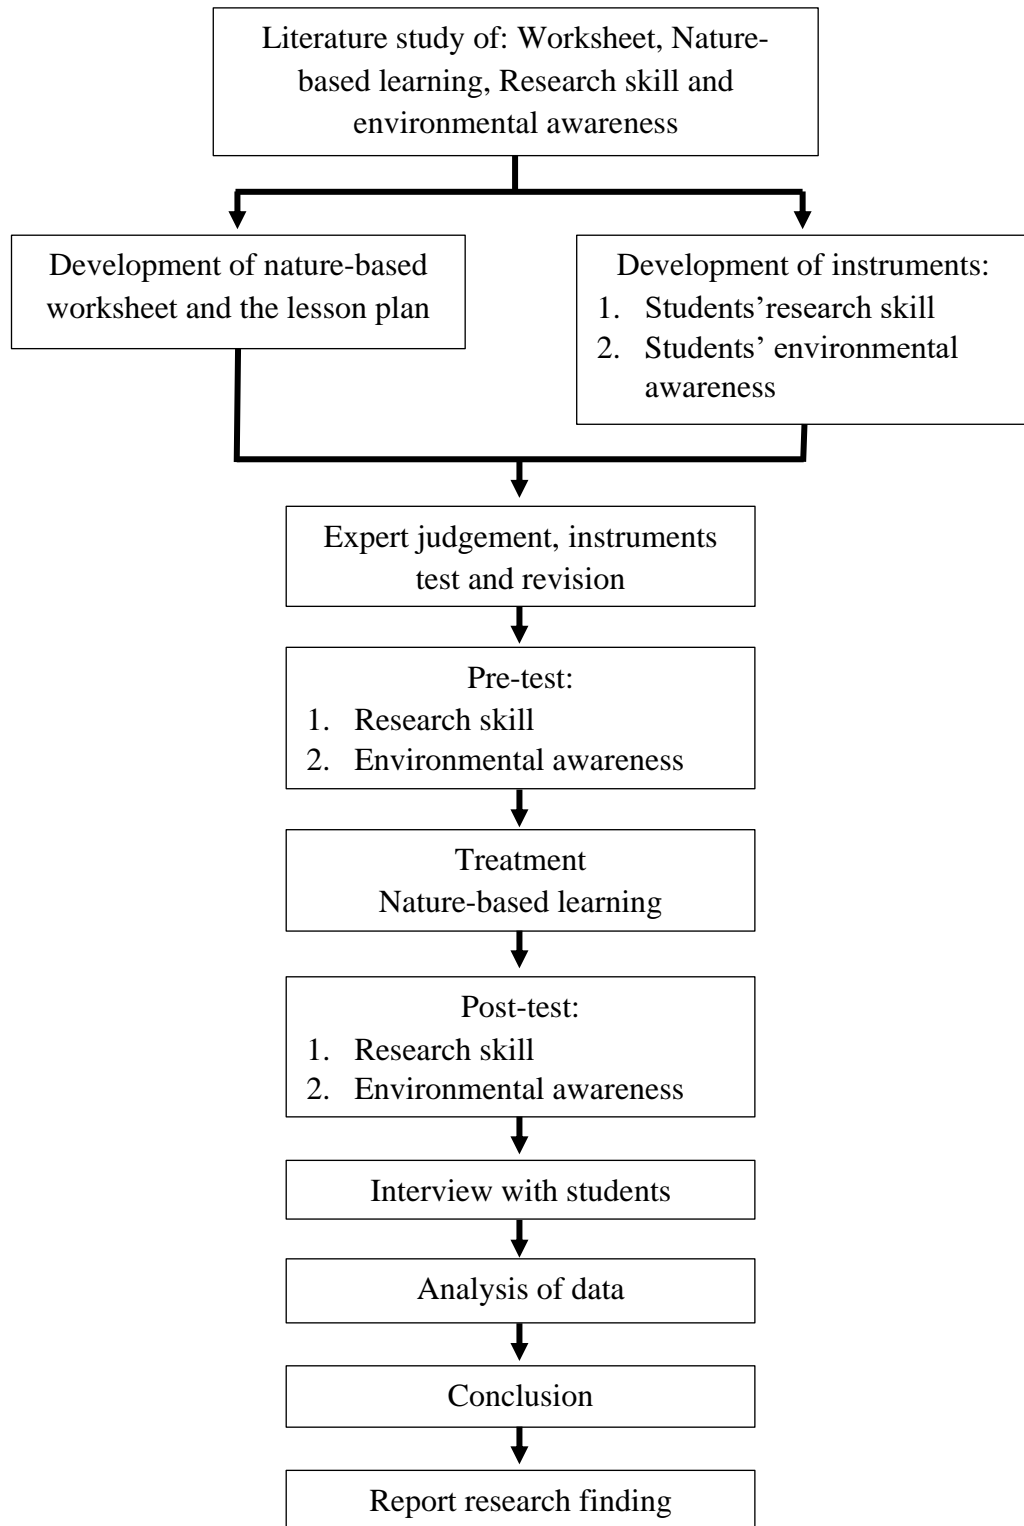 Literature study of: Worksheet, Nature-
based learning, Research skill and
environmental awareness
Development of nature-based
worksheet and the lesson plan
Development of instruments:
1. Students’research skill
2. Students’ environmental
awareness
Expert judgement, instruments
test and revision
Pre-test:
1. Research skill
2. Environmental awareness
Treatment
Nature-based learning
Post-test:
1. Research skill
2. Environmental awareness
Interview with students
Analysis of data
Conclusion
Report research finding